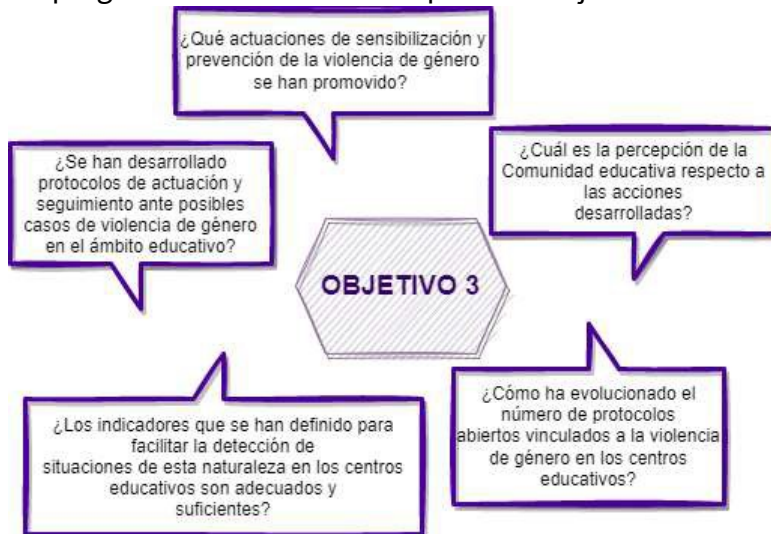 ¿Qué actuaciones de sensibilización y
prevención de la violencia de género
se han promovido?
¿Se han desarrollado
protocolos de actuación y
seguimiento ante posibles
casos de violencia de género
en el ámbito educativo?
¿Cuál es la percepción de la
Comunidad educativa respecto a
las acciones
desarrolladas?
OBJETIVO 3
¿Los indicadores que se han definido para
facilitar la detección de
situaciones de esta naturaleza en los centros
educativos son adecuados y
suficientes?
¿Cómo ha evolucionado el
número de protocolos
abiertos vinculados a la violencia
de género en los centros
educativos?